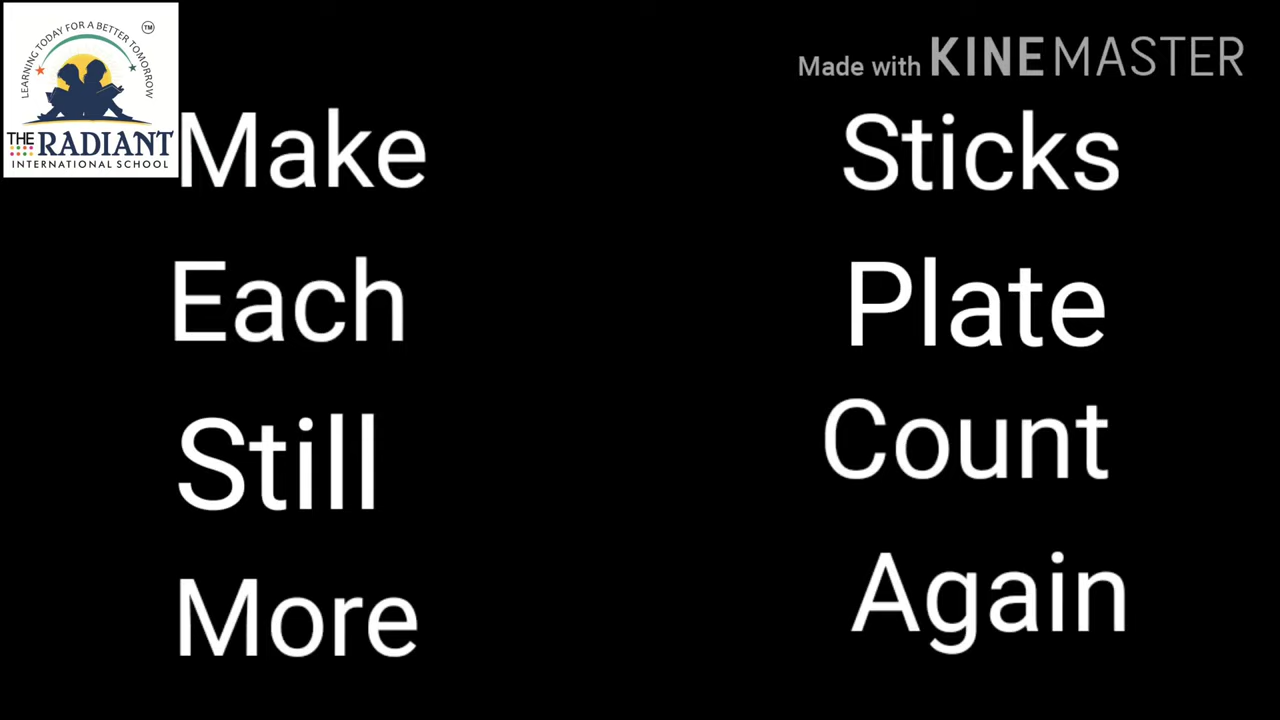 LEARNING TODAY FOR A BETTER TOMORROW
TM
THE RADIANT
INTERNATIONAL SCHOOL
Made with KINEMASTER
Make
Sticks
Each
Plate
Still
Count
More
Again